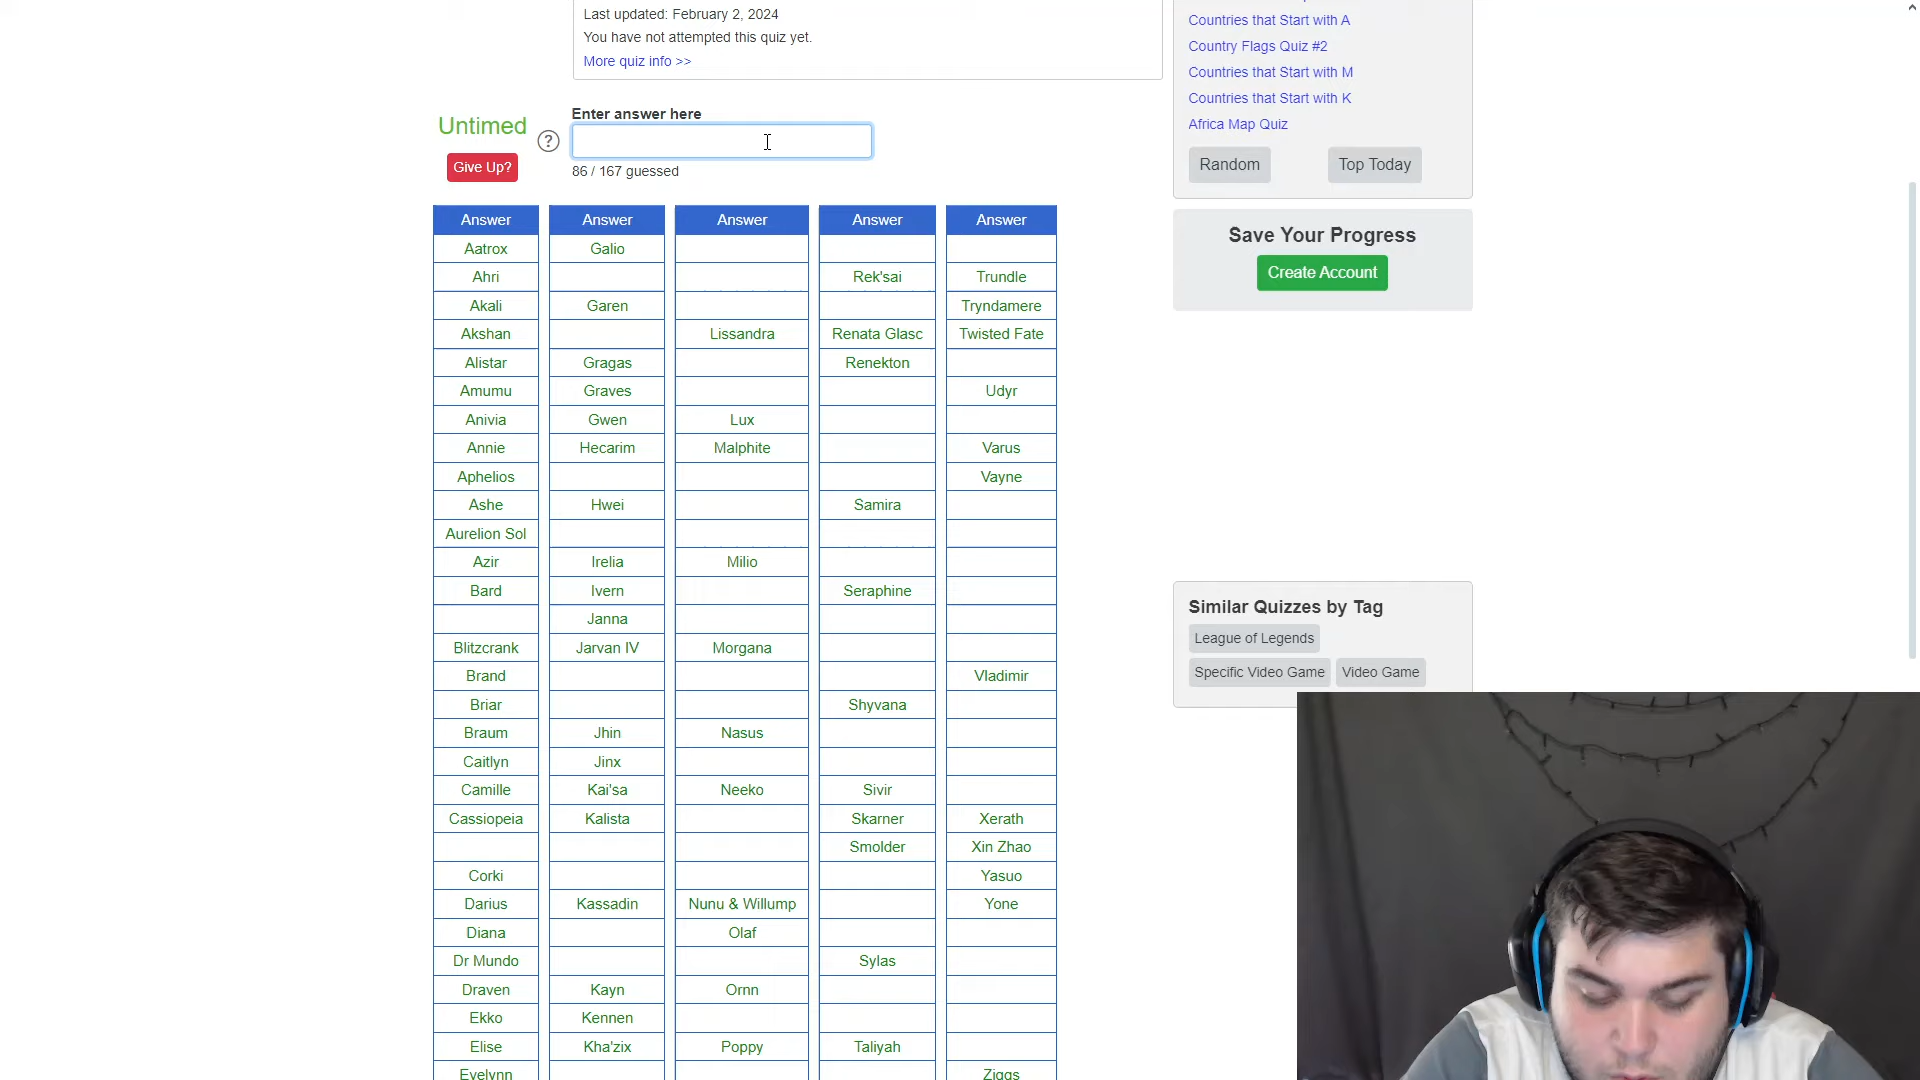 Last updated: February 2, 2024
You have not attempted this quiz yet.
More quiz info >>
Countries that Start with A
Country Flags Quiz #2
Countries that Start with M
Countries that Start with K
Africa Map Quiz
Random Top Today
Untimed
?
Give Up?
Enter answer here
86 / 167 guessed
Save Your Progress
Create Account
Answer Answer Answer Answer Answer
Aatrox Galio
Ahri Rek'sai Trundle
Akali Garen Tryndamere
Akshan Lissandra Renata Glasc Twisted Fate
Alistar Gragas Renekton
Amumu Graves Udyr
Anivia Gwen Lux
Annie Hecarim Malphite Varus
Aphelios Vayne
Ashe Hwei Samira
Aurelion Sol
Azir Irelia Milio
Bard Ivern Seraphine
Janna
Blitzcrank Jarvan IV Morgana
Brand Vladimir
Briar Shyvana
Braum Jhin Nasus
Caitlyn Jinx
Camille Kai'sa Neeko Sivir
Cassiopeia Kalista Skarner Xerath
Smolder Xin Zhao
Corki Yasuo
Darius Kassadin Nunu & Willump Yone
Diana Olaf
Dr Mundo Sylas
Draven Kayn Ornn
Ekko Kennen
Elise Kha'zix Poppy Taliyah
Evelynn Ziggs
Similar Quizzes by Tag
League of Legends
Specific Video Game Video Game